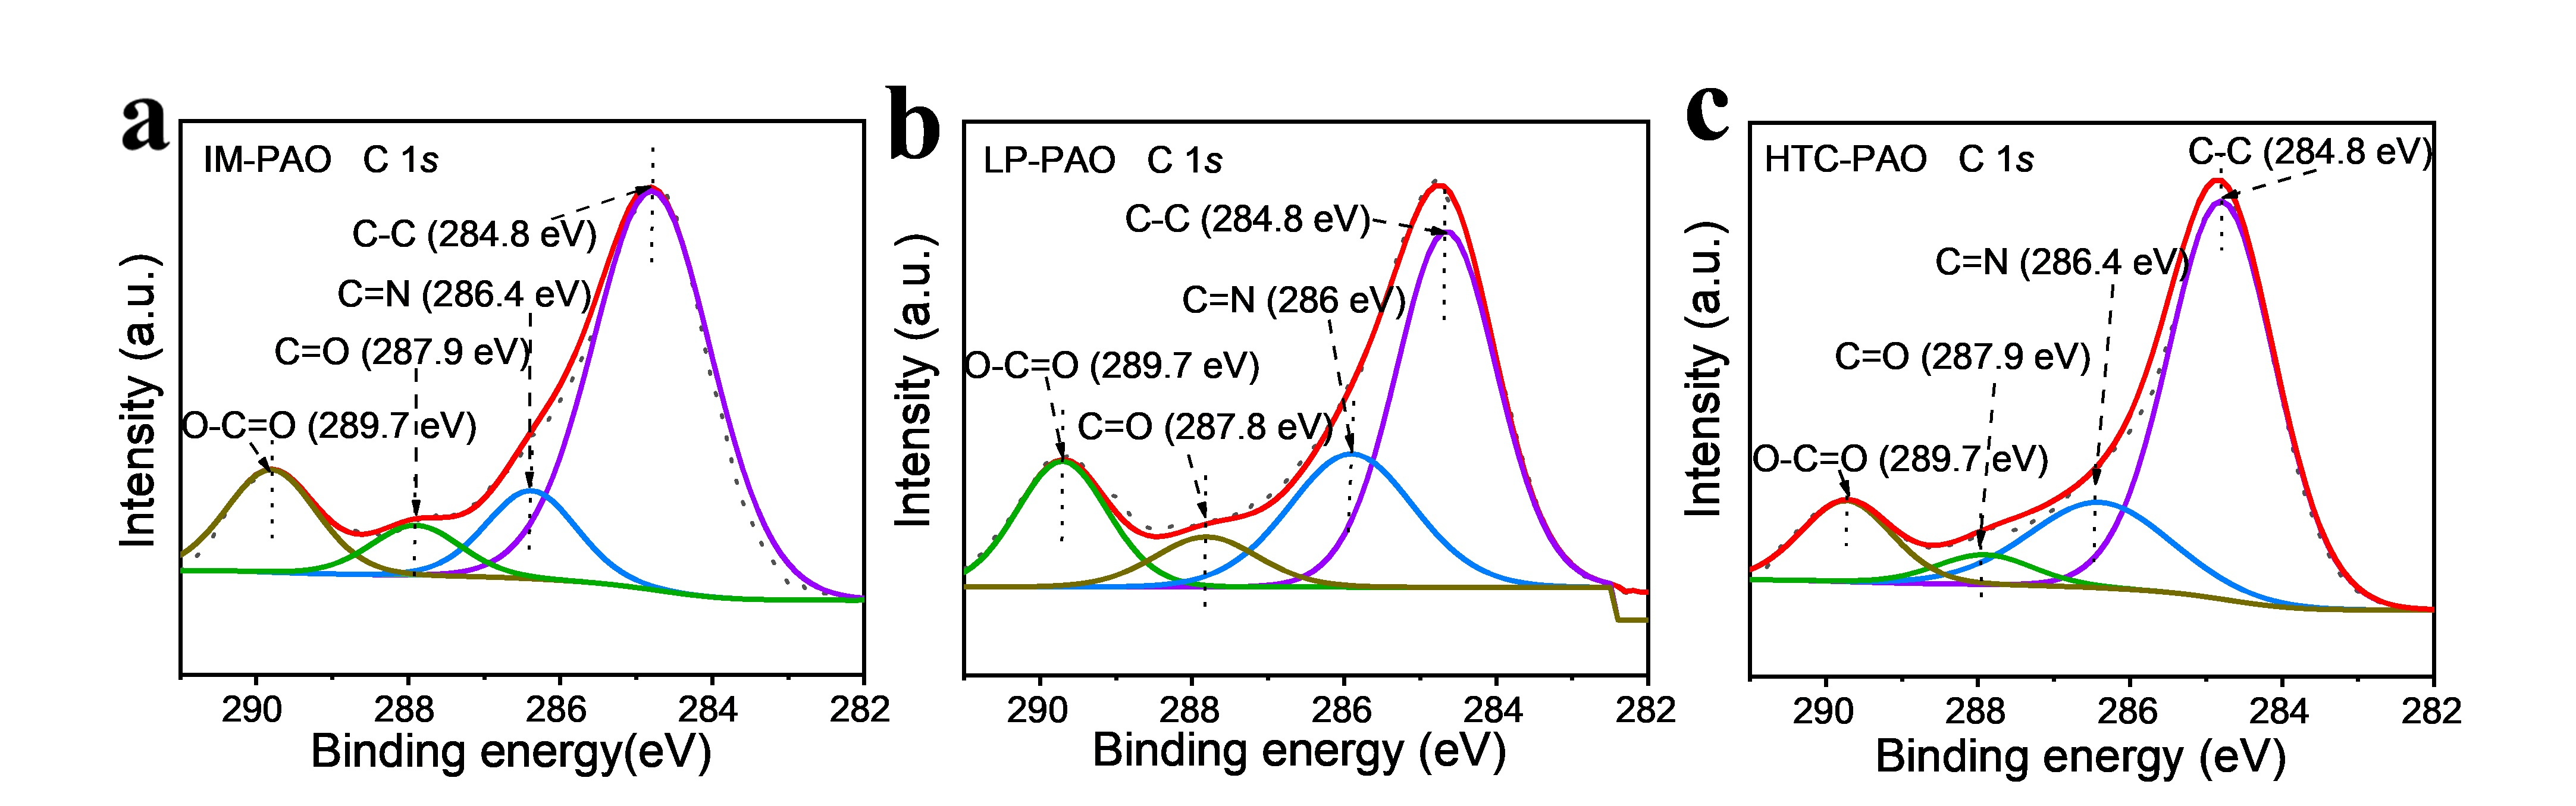 a
IM-PAO C 1s
C-C (284.8 eV)
C=N (286.4 eV)
C=O (287.9 eV)
O-C=O (289.7 eV)
Intensity (a.u.)
290 288 286 284 282
Binding energy(eV)
b
LP-PAO C 1s
C-C (284.8 eV)
C=N (286 eV)
O-C=O (289.7 eV)
C=O (287.8 eV)
Intensity (a.u.)
290 288 286 284 282
Binding energy (eV)
c
HTC-PAO C 1s
C-C (284.8 eV)
C=N (286.4 eV)
C=O (287.9 eV)
O-C=O (289.7 eV)
Intensity (a.u.)
290 288 286 284 282
Binding energy (eV)